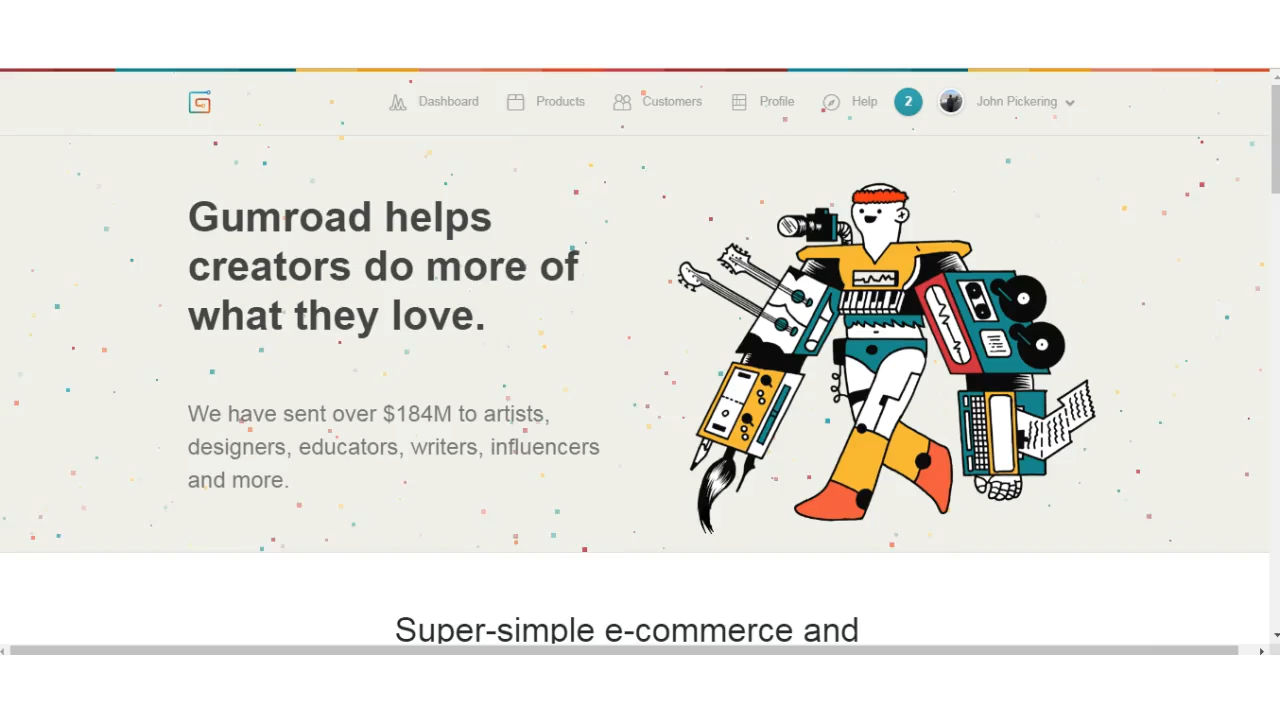 Dashboard Products Customers Profile Help 2 John Pickering
Gumroad helps
creators do more of
what they love.
We have sent over $184M to artists,
designers, educators, writers, influencers
and more.
Super-simple e-commerce and